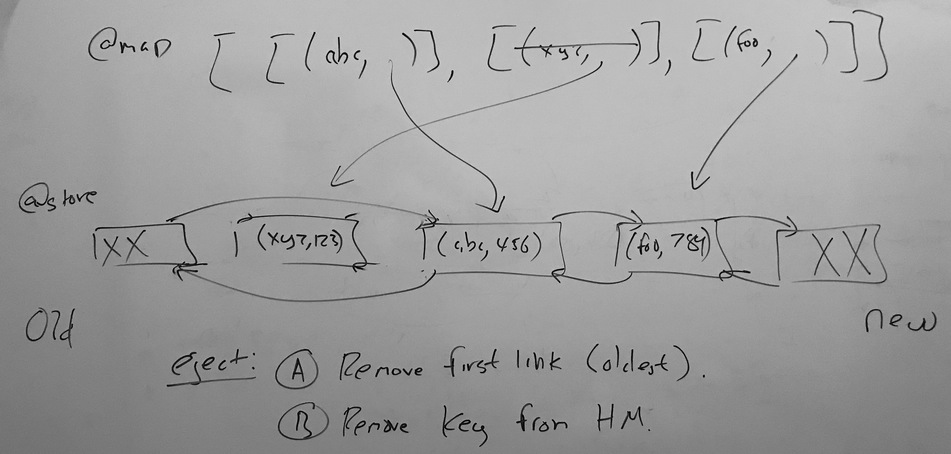 @map [ [(abc, )], [(xyz, )], [(foo, )]]
@store
XX (xyz,123) (abc,456) (foo,789) XX
Old new
eject: A Remove first link (oldest).
B Remove key from HM.